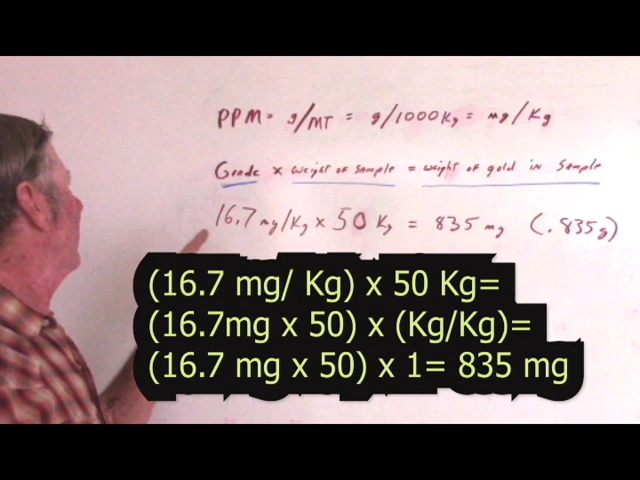 PPM = g/MT = g/1000Kg = mg/Kg
Grade × weight of sample = weight of gold in sample
16.7 mg/Kg × 50 Kg = 835 mg (.835g)
(16.7 mg/ Kg) x 50 Kg=
(16.7mg x 50) x (Kg/Kg)=
(16.7 mg x 50) x 1= 835 mg